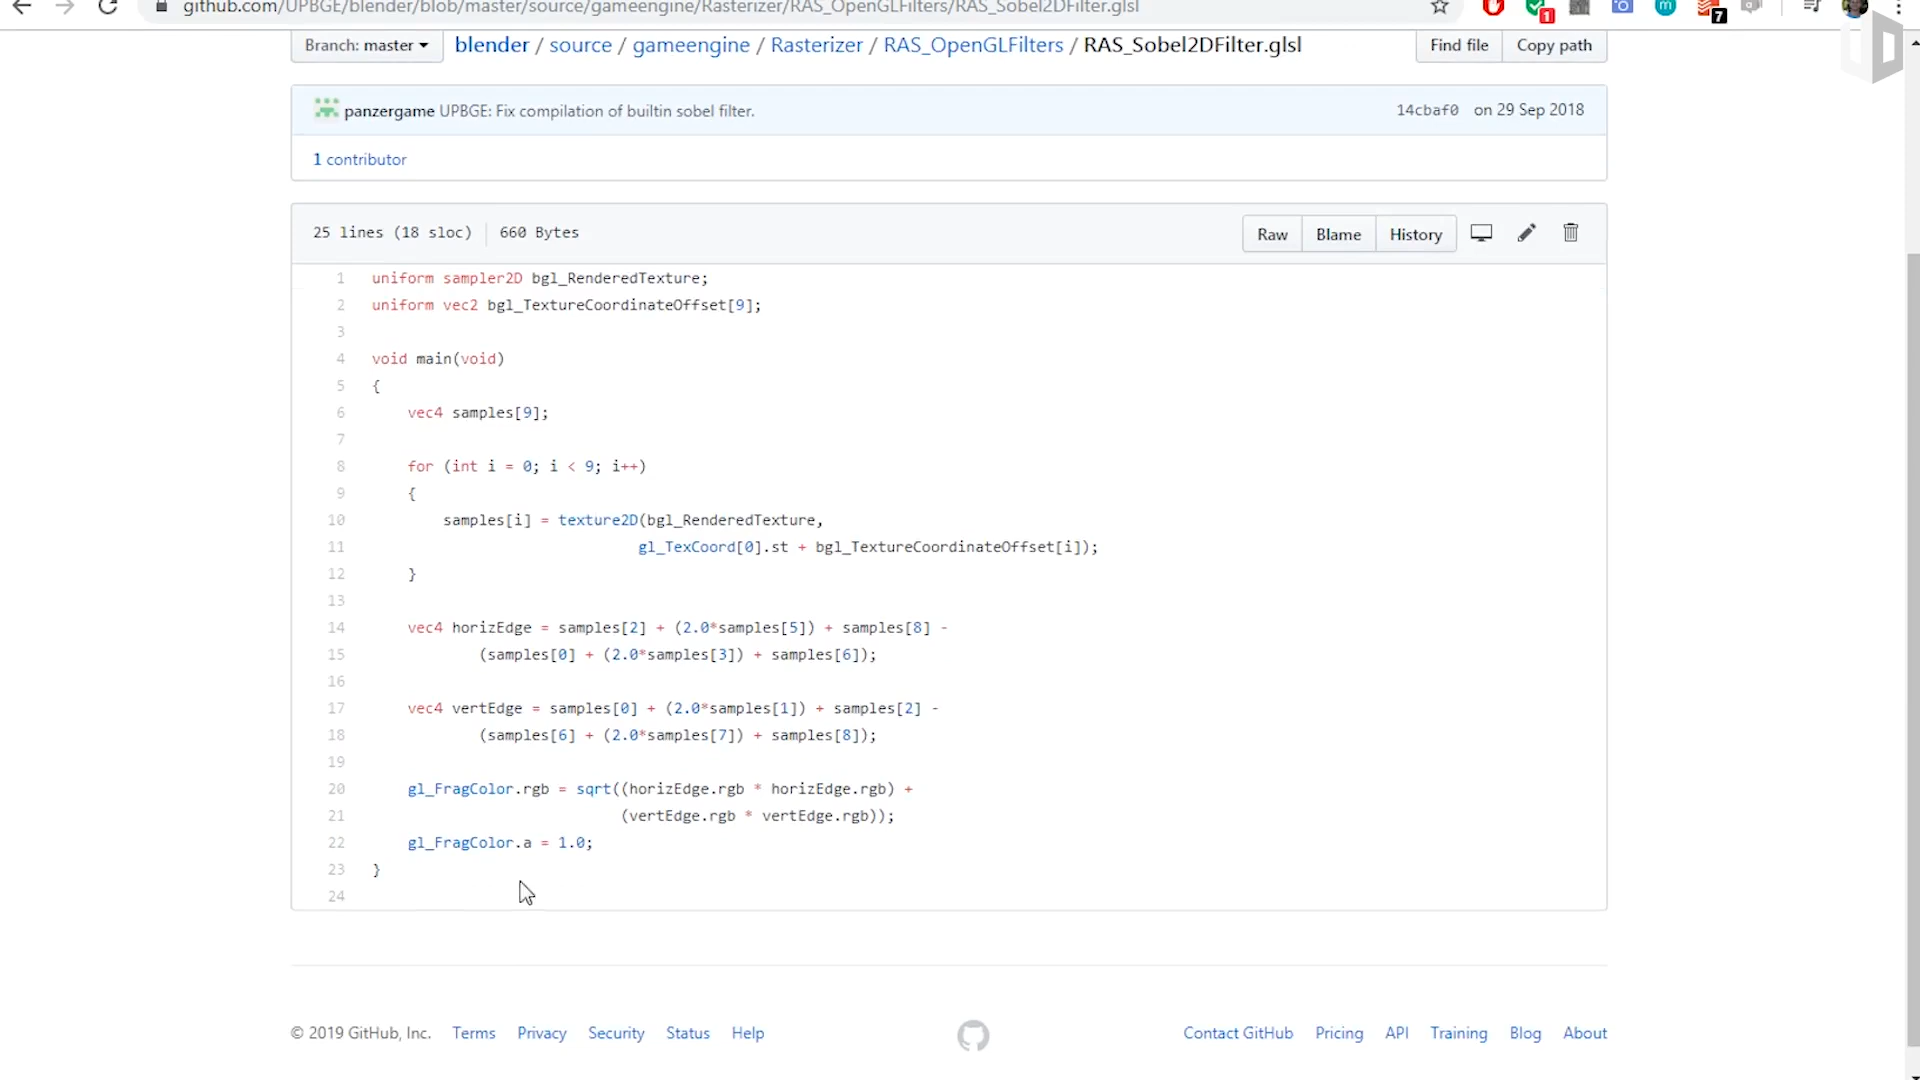 github.com/UPBGE/blender/blob/master/source/gameengine/Rasterizer/RAS_OpenGLFilters/RAS_Sobel2DFilter.glsl
1
m
7
Branch: master
blender / source / gameengine / Rasterizer / RAS_OpenGLFilters / RAS_Sobel2DFilter.glsl
Find file
Copy path
panzergame UPBGE: Fix compilation of builtin sobel filter.
14cbaf0 on 29 Sep 2018
1 contributor
25 lines (18 sloc)
660 Bytes
Raw
Blame
History
1 uniform sampler2D bgl_RenderedTexture;
2 uniform vec2 bgl_TextureCoordinateOffset[9];
3
4 void main(void)
5 {
6 vec4 samples[9];
7
8 for (int i = 0; i < 9; i++)
9 {
10 samples[i] = texture2D(bgl_RenderedTexture,
11 gl_TexCoord[0].st + bgl_TextureCoordinateOffset[i]);
12 }
13
14 vec4 horizEdge = samples[2] + (2.0*samples[5]) + samples[8] -
15 (samples[0] + (2.0*samples[3]) + samples[6]);
16
17 vec4 vertEdge = samples[0] + (2.0*samples[1]) + samples[2] -
18 (samples[6] + (2.0*samples[7]) + samples[8]);
19
20 gl_FragColor.rgb = sqrt((horizEdge.rgb * horizEdge.rgb) +
21 (vertEdge.rgb * vertEdge.rgb));
22 gl_FragColor.a = 1.0;
23 }
24
© 2019 GitHub, Inc. Terms Privacy Security Status Help
Contact GitHub Pricing API Training Blog About